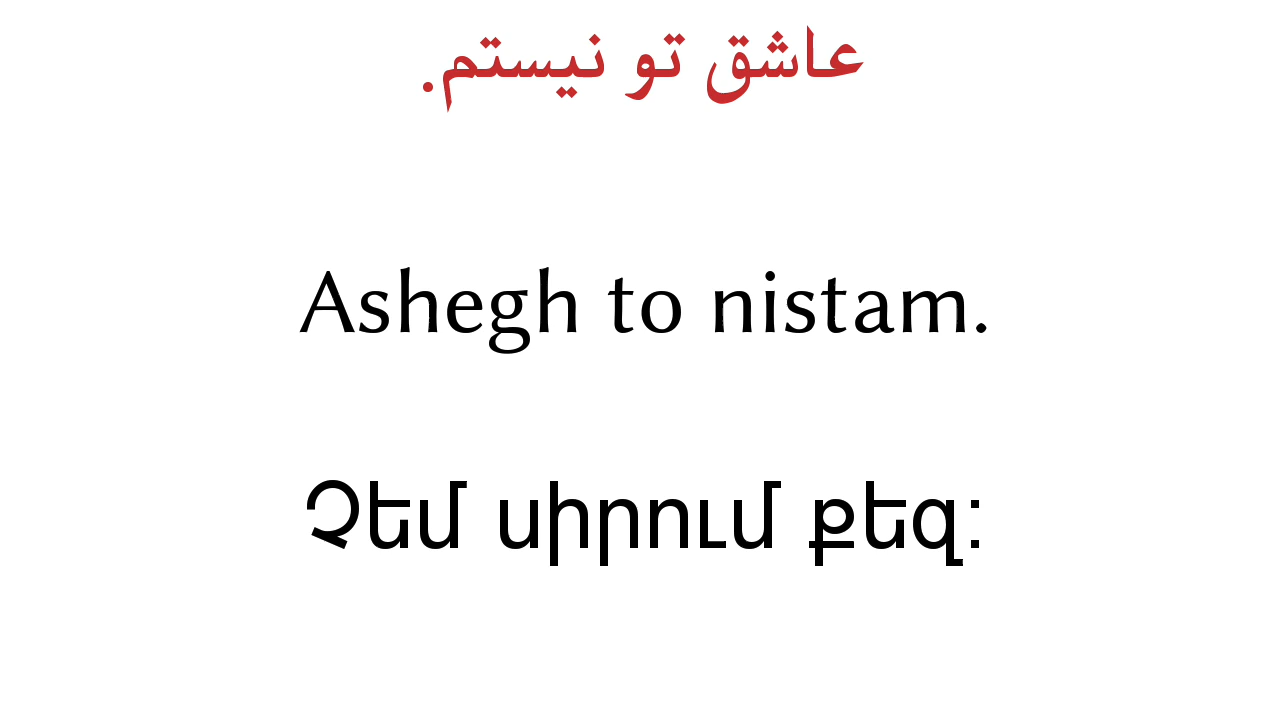 عاشق تو نیستم.
Ashegh to nistam.
Չեմ սիրում քեզ: